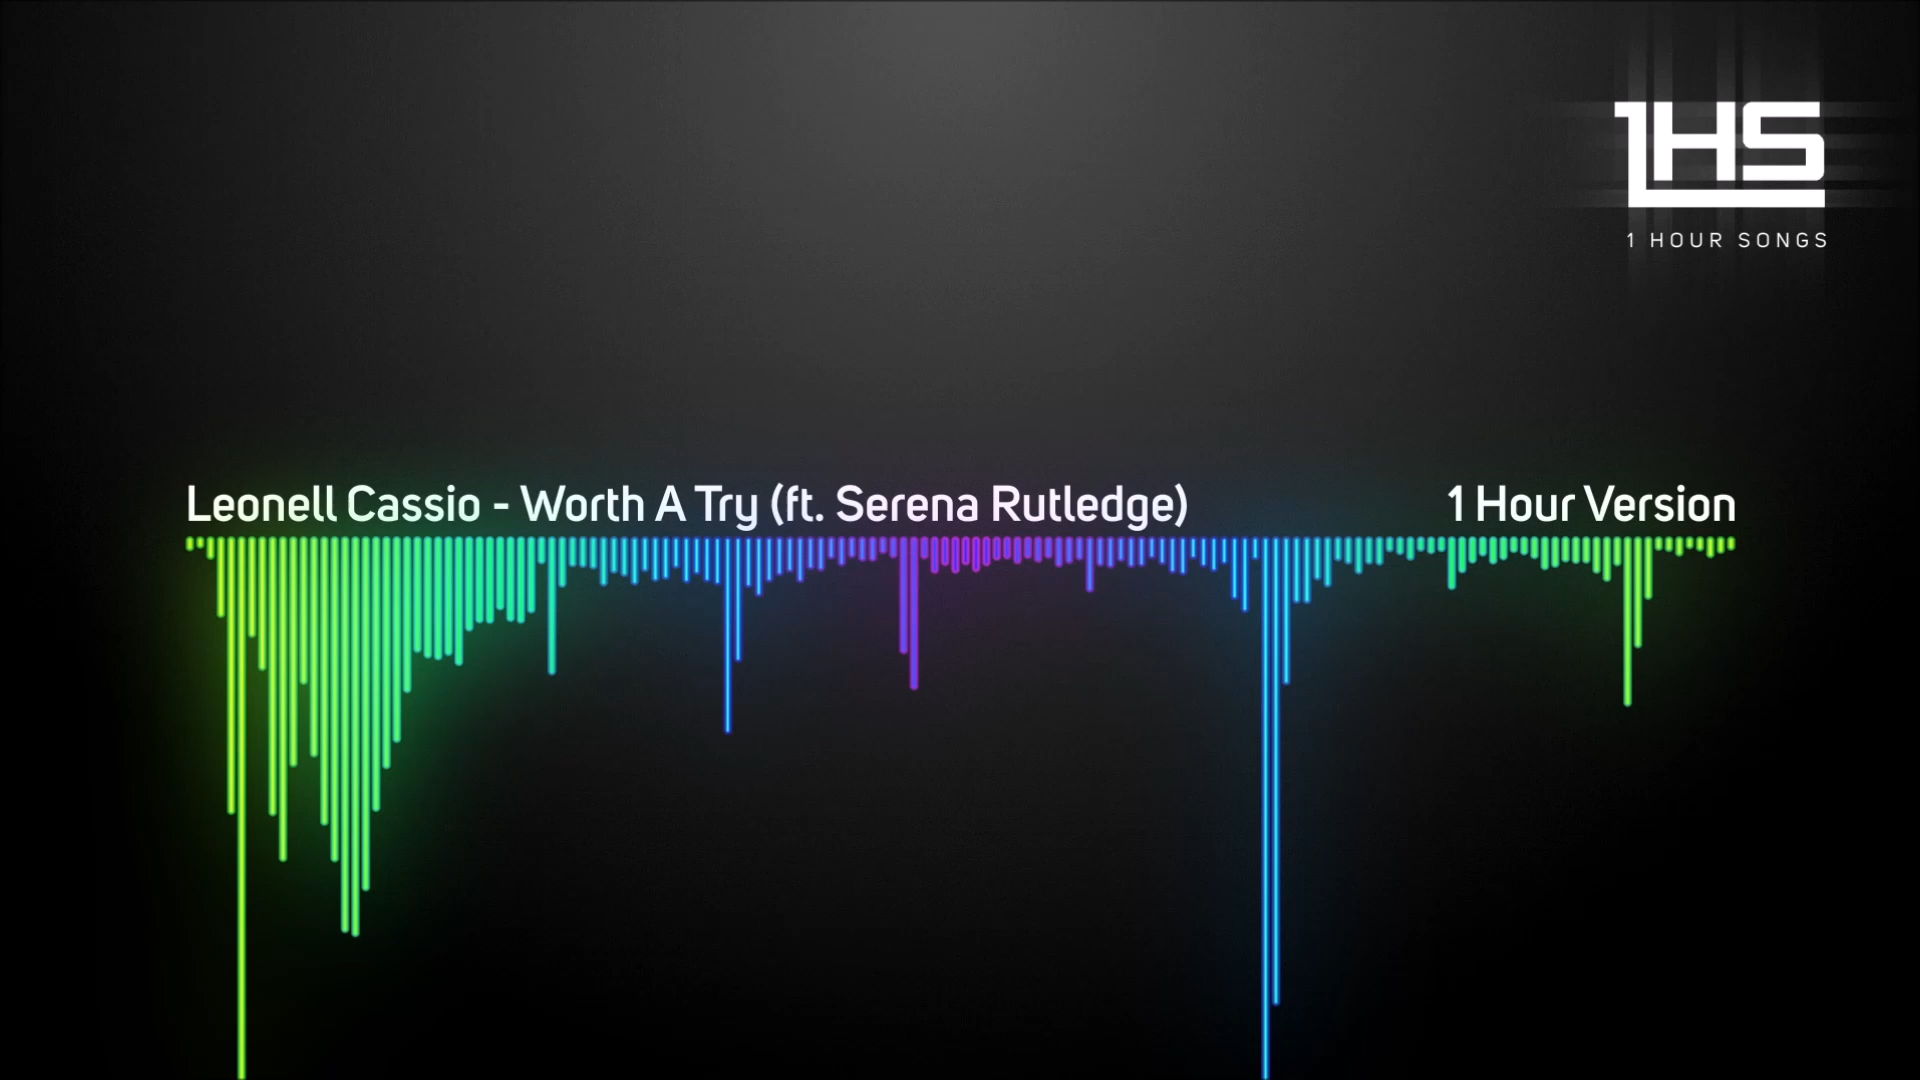 1HS
1 HOUR SONGS
Leonell Cassio - Worth A Try (ft. Serena Rutledge)
1 Hour Version